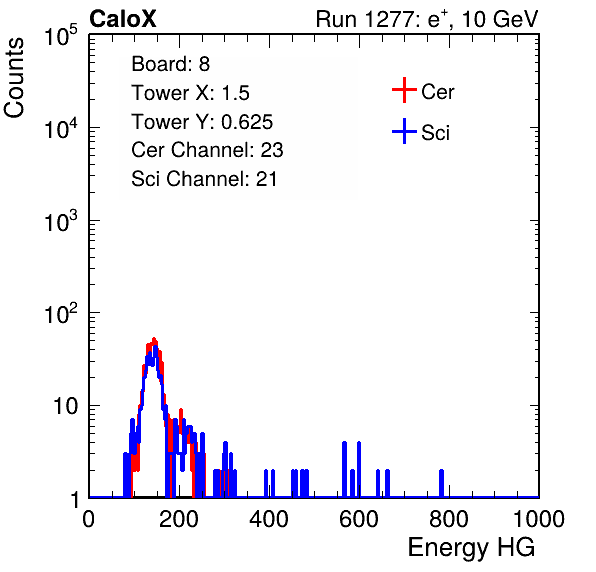 CaloX Run 1277: e⁺, 10 GeV
Counts
Board: 8
Tower X: 1.5
Tower Y: 0.625
Cer Channel: 23
Sci Channel: 21
Cer
Sci
10⁵
10⁴
10³
10²
10
1
0 200 400 600 800 1000
Energy HG